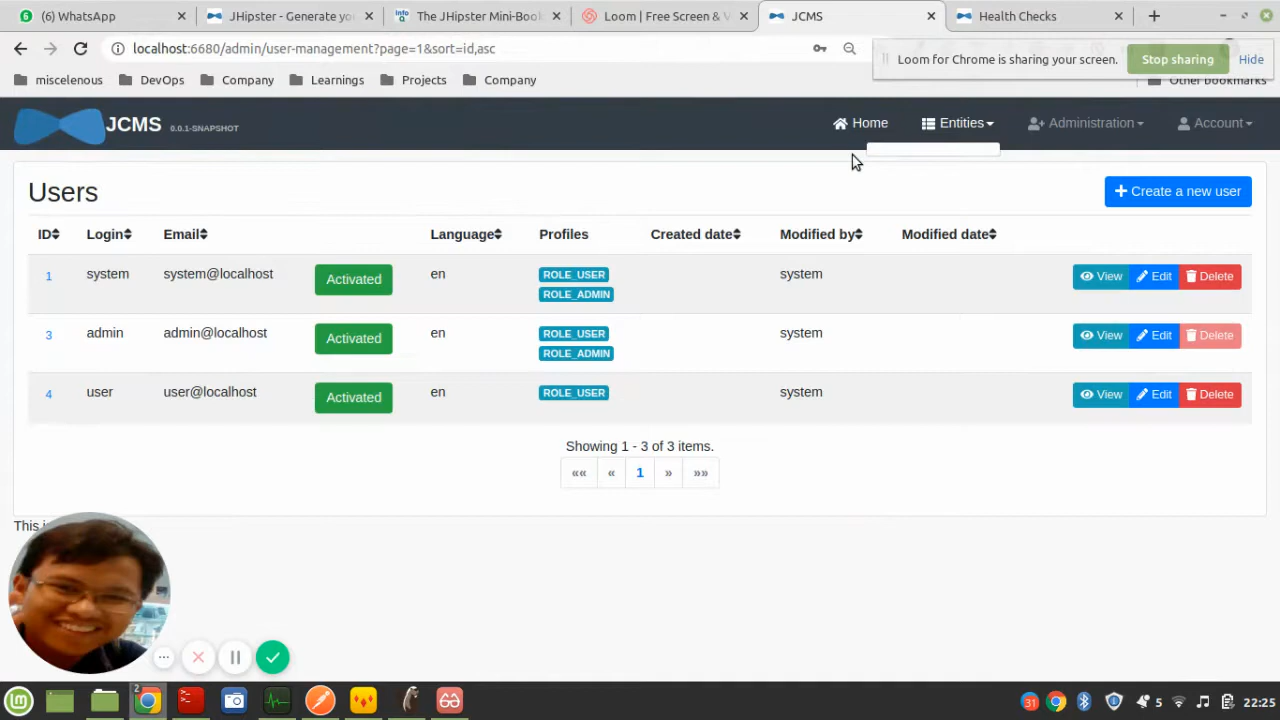 (6) WhatsApp
JHipster - Generate yo
The JHipster Mini-Book
Loom | Free Screen & V
JCMS
Health Checks
localhost:6680/admin/user-management?page=1&sort=id,asc
Loom for Chrome is sharing your screen. Stop sharing Hide
miscelenous DevOps Company Learnings Projects Company Other bookmarks
JCMS 0.0.1-SNAPSHOT Home Entities Administration Account
Users
Create a new user
ID Login Email Language Profiles Created date Modified by Modified date
1 system system@localhost Activated en ROLE_USER system View Edit Delete
ROLE_ADMIN
3 admin admin@localhost Activated en ROLE_USER system View Edit Delete
ROLE_ADMIN
4 user user@localhost Activated en ROLE_USER system View Edit Delete
Showing 1 - 3 of 3 items.
«« « 1 » »»
This
2
31 5 22:25